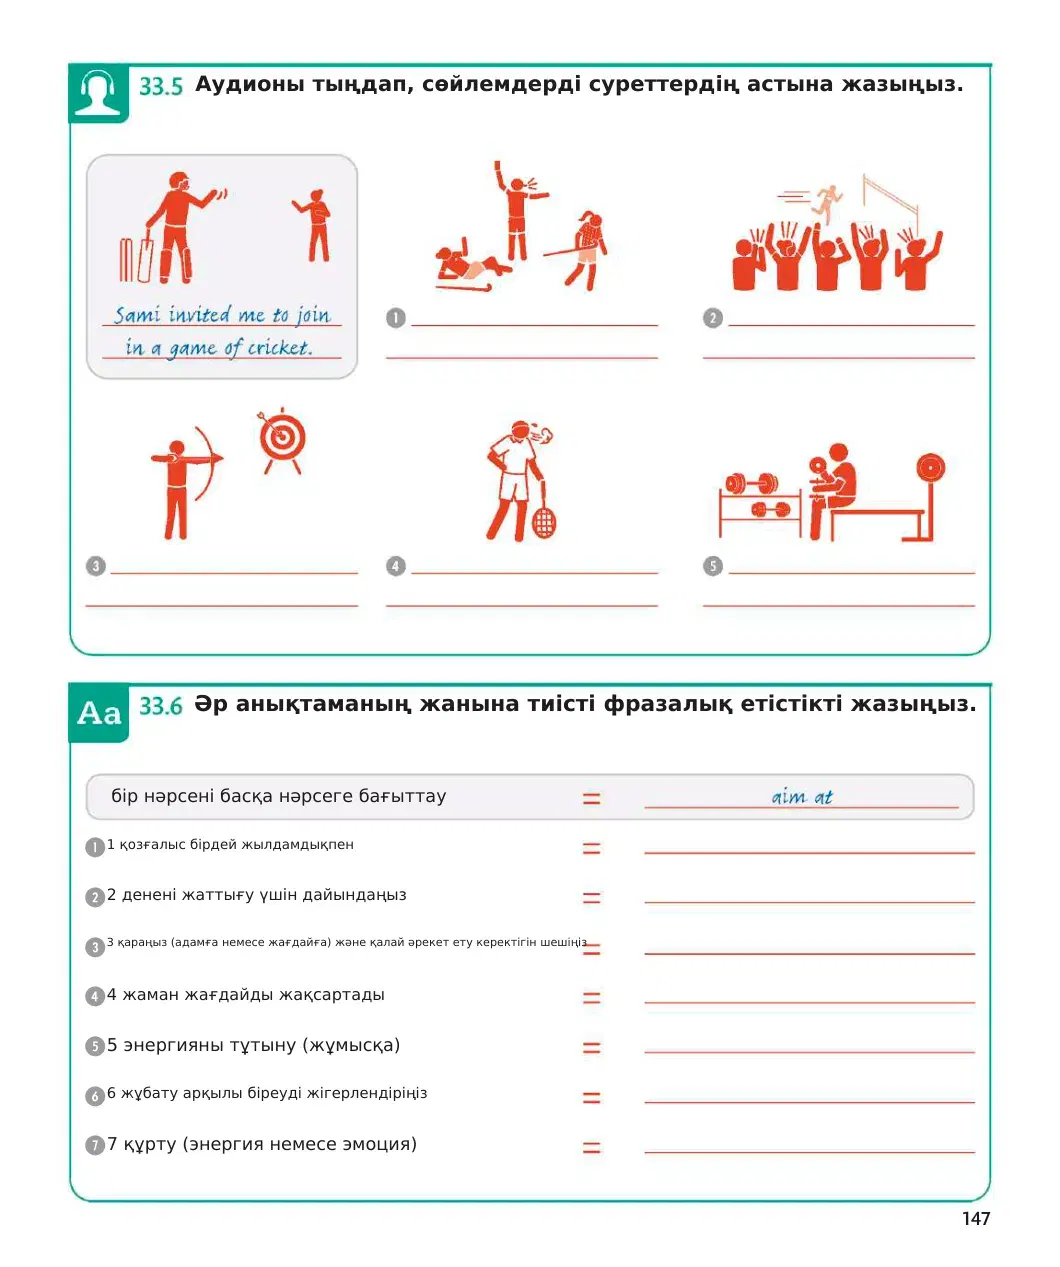 33.5 Аудионы тыңдап, сөйлемдерді суреттердің астына жазыңыз.
Sami invited me to join
in a game of cricket.
1
2
3
4
5
Aa 33.6 Әр анықтаманың жанына тиісті фразалық етістікті жазыңыз.
бір нәрсені басқа нәрсеге бағыттау = aim at
1 1 қозғалыс бірдей жылдамдықпен =
2 2 денені жаттығу үшін дайындаңыз =
3 3 қараңыз (адамға немесе жағдайға) және қалай әрекет ету керектігін шешіңіз =
4 4 жаман жағдайды жақсартады =
5 5 энергияны тұтыну (жұмысқа) =
6 6 жұбату арқылы біреуді жігерлендіріңіз =
7 7 құрту (энергия немесе эмоция) =
147